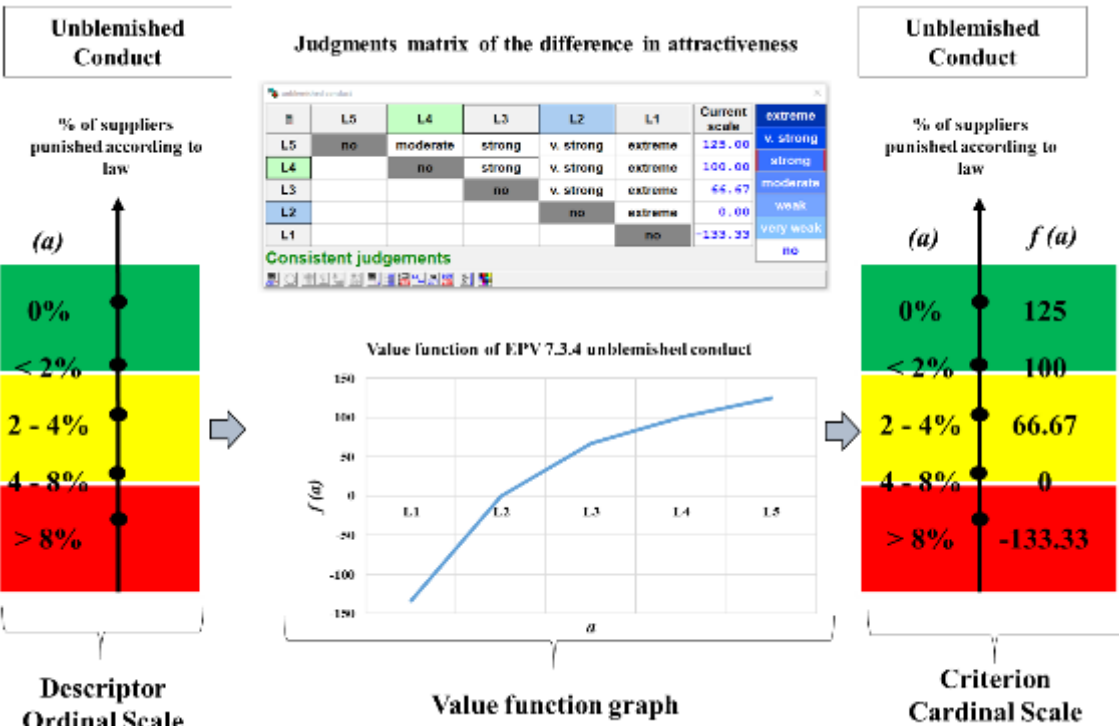 Unblemished
Conduct
% of suppliers
punished according to
law
(a)
0%
< 2%
2 - 4%
4 - 8%
> 8%
Descriptor
Ordinal Scale
Judgments matrix of the difference in attractiveness
unblemished conduct
L5 L4 L3 L2 L1 Current scale extreme
L5 no moderate strong v. strong extreme 125.00 v. strong
L4 no strong v. strong extreme 100.00 strong
L3 no v. strong extreme 66.67 moderate
L2 no extreme 0.00 weak
L1 no -133.33 very weak
no
Consistent judgements
Value function of EPV 7.3.4 unblemished conduct
150
100
50
0
-50
-100
-150
f (a)
L1 L2 L3 L4 L5
a
Value function graph
Unblemished
Conduct
% of suppliers
punished according to
law
(a) f (a)
0% 125
< 2% 100
2 - 4% 66.67
4 - 8% 0
> 8% -133.33
Criterion
Cardinal Scale